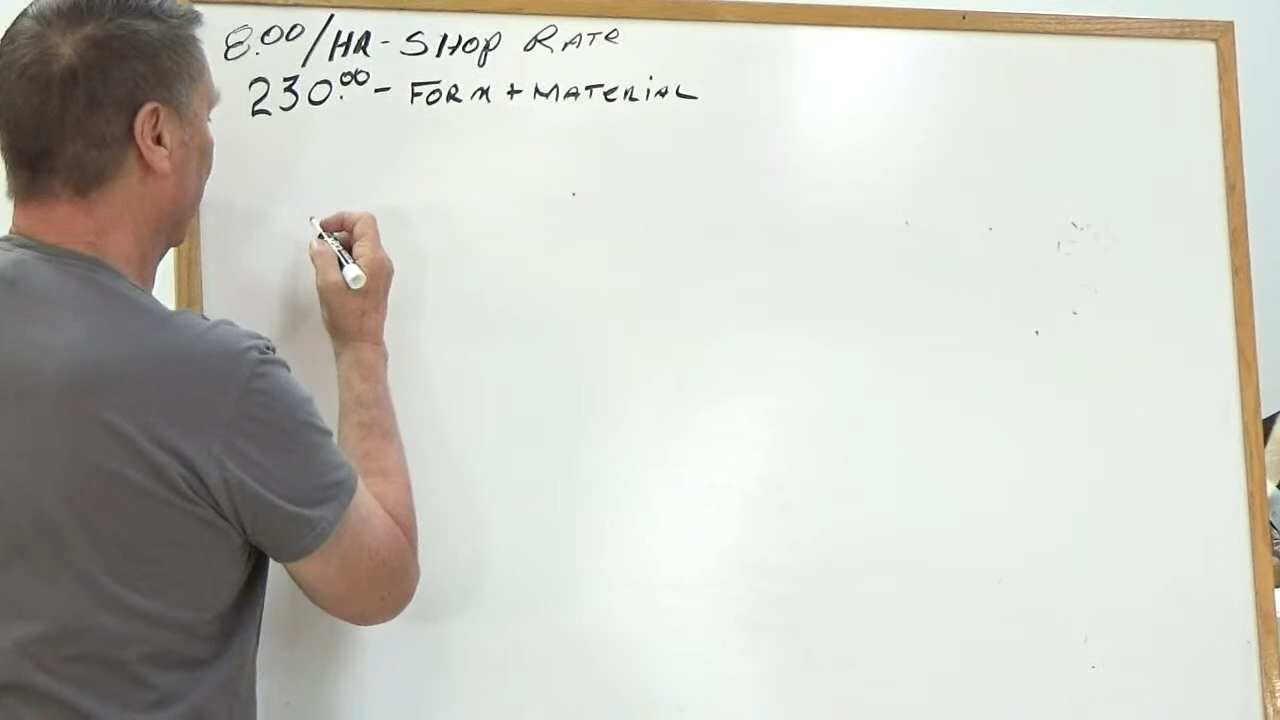 8.00/HR - SHOP RATE
230.00 - FORM + MATERIAL